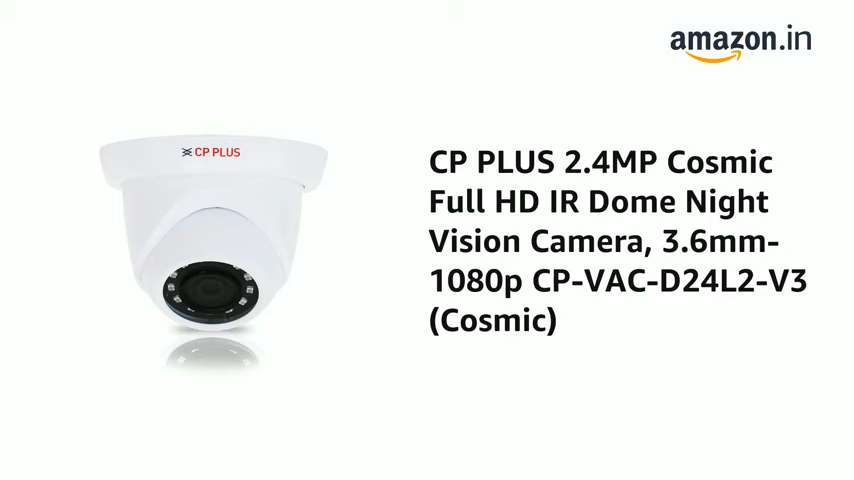 amazon.in
CP PLUS
CP PLUS 2.4MP Cosmic
Full HD IR Dome Night
Vision Camera, 3.6mm-
1080p CP-VAC-D24L2-V3
(Cosmic)